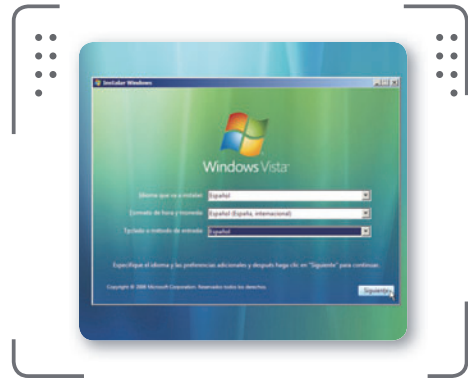 Instalar Windows
Windows Vista™
Idioma que va a instalar: Español
Formato de hora y moneda: Español (España, internacional)
Teclado o método de entrada: Español
Especifique el idioma y las preferencias adicionales y después haga clic en "Siguiente" para continuar.
Copyright © 2006 Microsoft Corporation. Reservados todos los derechos.
Siguiente